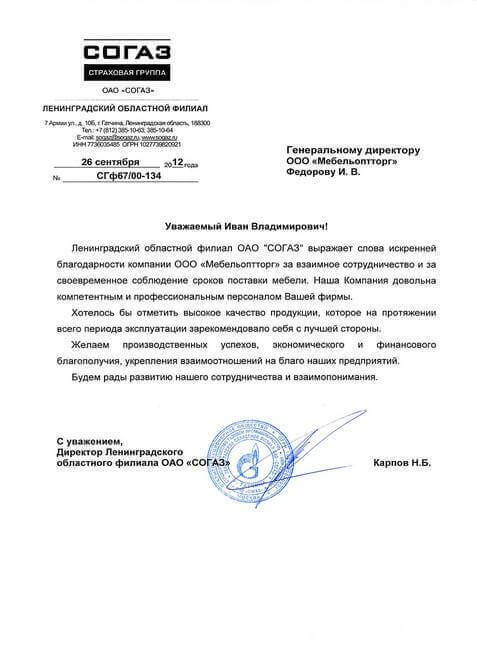 СОГАЗ
СТРАХОВАЯ ГРУППА
ОАО «СОГАЗ»
ЛЕНИНГРАДСКИЙ ОБЛАСТНОЙ ФИЛИАЛ
7 Армии ул., д. 10Б, г. Гатчина, Ленинградская область, 188300
Тел.: +7 (812) 385-10-63; 385-10-64
E-mail: sogaz@sogaz.ru, www.sogaz.ru
ИНН 7736035485 ОГРН 1027739820921
26 сентября 2012 года
№ СГф67/00-134
Генеральному директору
ООО «Мебельоптторг»
Федорову И. В.
Уважаемый Иван Владимирович!
Ленинградский областной филиал ОАО "СОГАЗ" выражает слова искренней
благодарности компании ООО «Мебельоптторг» за взаимное сотрудничество и за
своевременное соблюдение сроков поставки мебели. Наша Компания довольна
компетентным и профессиональным персоналом Вашей фирмы.
Хотелось бы отметить высокое качество продукции, которое на протяжении
всего периода эксплуатации зарекомендовало себя с лучшей стороны.
Желаем производственных успехов, экономического и финансового
благополучия, укрепления взаимоотношений на благо наших предприятий.
Будем рады развитию нашего сотрудничества и взаимопонимания.
С уважением,
Директор Ленинградского
областного филиала ОАО «СОГАЗ»
Карпов Н.Б.